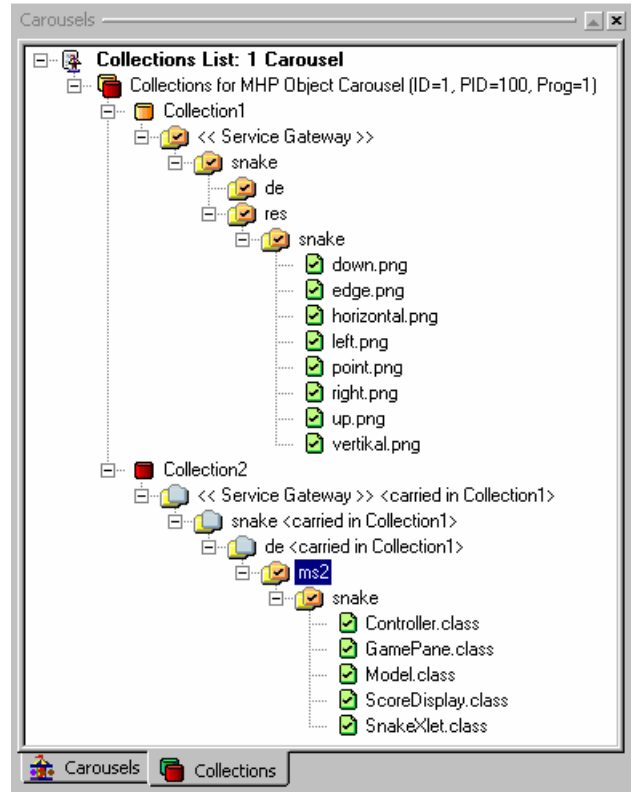 Carousels
Collections List: 1 Carousel
Collections for MHP Object Carousel (ID=1, PID=100, Prog=1)
Collection1
<< Service Gateway >>
snake
de
res
snake
down.png
edge.png
horizontal.png
left.png
point.png
right.png
up.png
vertikal.png
Collection2
<< Service Gateway >> <carried in Collection1>
snake <carried in Collection1>
de <carried in Collection1>
ms2
snake
Controller.class
GamePane.class
Model.class
ScoreDisplay.class
SnakeXlet.class
Carousels Collections